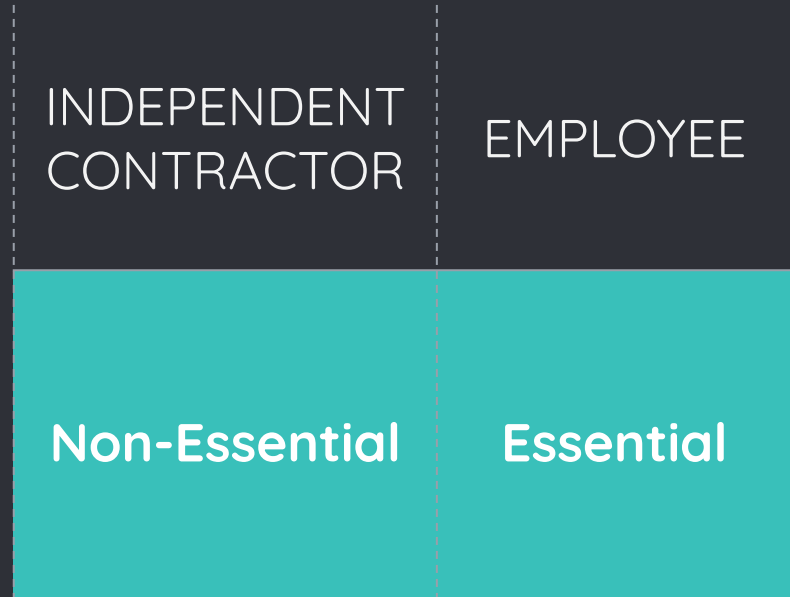 INDEPENDENT
CONTRACTOR
EMPLOYEE
Non-Essential
Essential